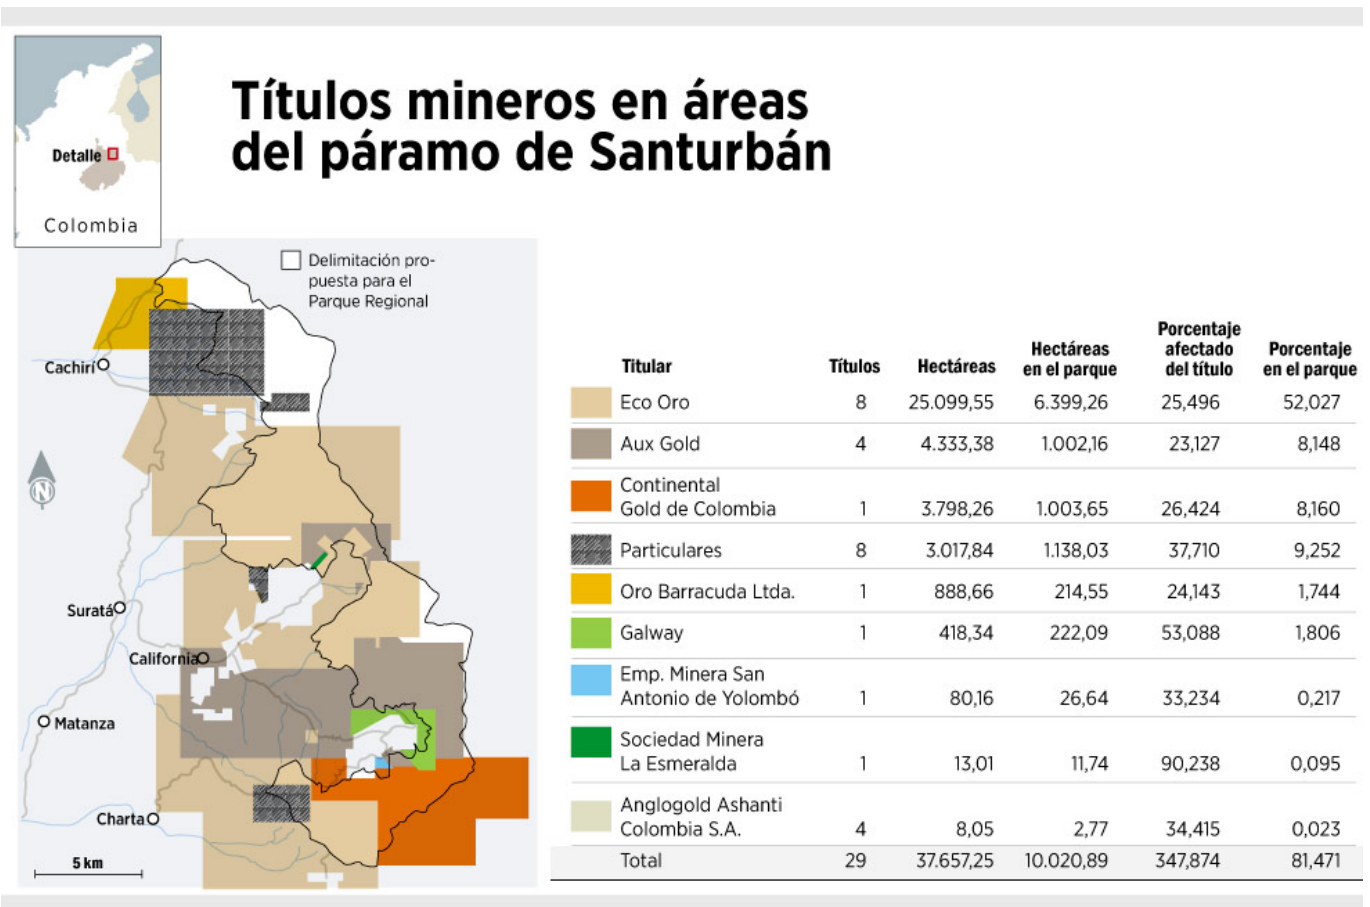 Títulos mineros en áreas
del páramo de Santurbán
Detalle
Colombia
Delimitación pro-
puesta para el
Parque Regional
Cachirí
N
Suratá
California
Matanza
Charta
5 km
Titular Títulos Hectáreas Hectáreas en el parque Porcentaje afectado del título Porcentaje en el parque
Eco Oro 8 25.099,55 6.399,26 25,496 52,027
Aux Gold 4 4.333,38 1.002,16 23,127 8,148
Continental
Gold de Colombia 1 3.798,26 1.003,65 26,424 8,160
Particulares 8 3.017,84 1.138,03 37,710 9,252
Oro Barracuda Ltda. 1 888,66 214,55 24,143 1,744
Galway 1 418,34 222,09 53,088 1,806
Emp. Minera San
Antonio de Yolombó 1 80,16 26,64 33,234 0,217
Sociedad Minera
La Esmeralda 1 13,01 11,74 90,238 0,095
Anglogold Ashanti
Colombia S.A. 4 8,05 2,77 34,415 0,023
Total 29 37.657,25 10.020,89 347,874 81,471